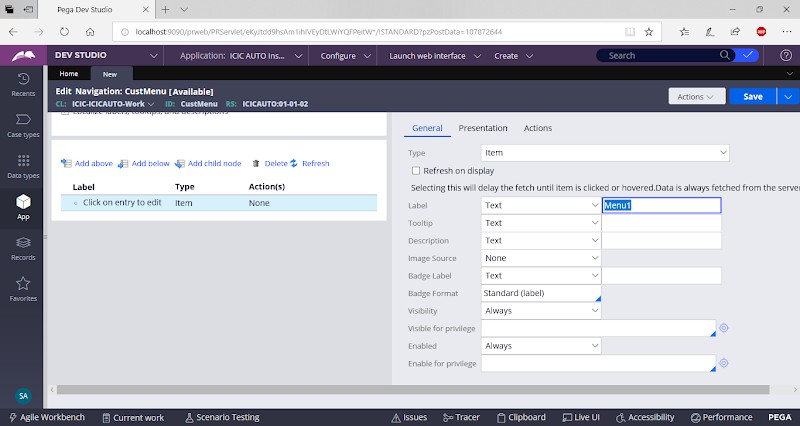 Pega Dev Studio
localhost:9090/prweb/PRServlet/eKyJtdd9hsAm1ihIVEyDtLWiYQFPeitW*/!STANDARD?pzPostData=107872644
DEV STUDIO
Application: ICIC AUTO Ins...
Configure
Launch web interface
Create
Search
Home
New
Recents
Case types
Data types
App
Records
Favorites
SA
Edit Navigation: CustMenu [Available]
CL: ICIC-ICICAUTO-Work ID: CustMenu RS: ICICAUTO:01-01-02
Actions
Save
Localize labels, tooltips, and descriptions
Add above Add below Add child node Delete Refresh
Label Type Action(s)
Click on entry to edit Item None
General Presentation Actions
Type Item
Refresh on display
Selecting this will delay the fetch until item is clicked or hovered.Data is always fetched from the server
Label Text Menu1
Tooltip Text
Description Text
Image Source None
Badge Label Text
Badge Format Standard (label)
Visibility Always
Visible for privilege
Enabled Always
Enable for privilege
Agile Workbench Current work Scenario Testing Issues Tracer Clipboard Live UI Accessibility Performance PEGA